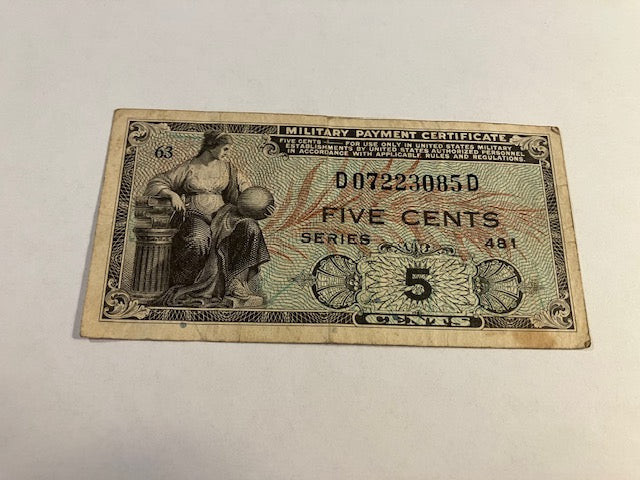 MILITARY PAYMENT CERTIFICATE
63
FIVE CENTS — FOR USE ONLY IN UNITED STATES MILITARY
ESTABLISHMENTS BY UNITED STATES AUTHORIZED PERSONNEL
IN ACCORDANCE WITH APPLICABLE RULES AND REGULATIONS.
D07223085D
FIVE CENTS
SERIES 481
5
CENTS